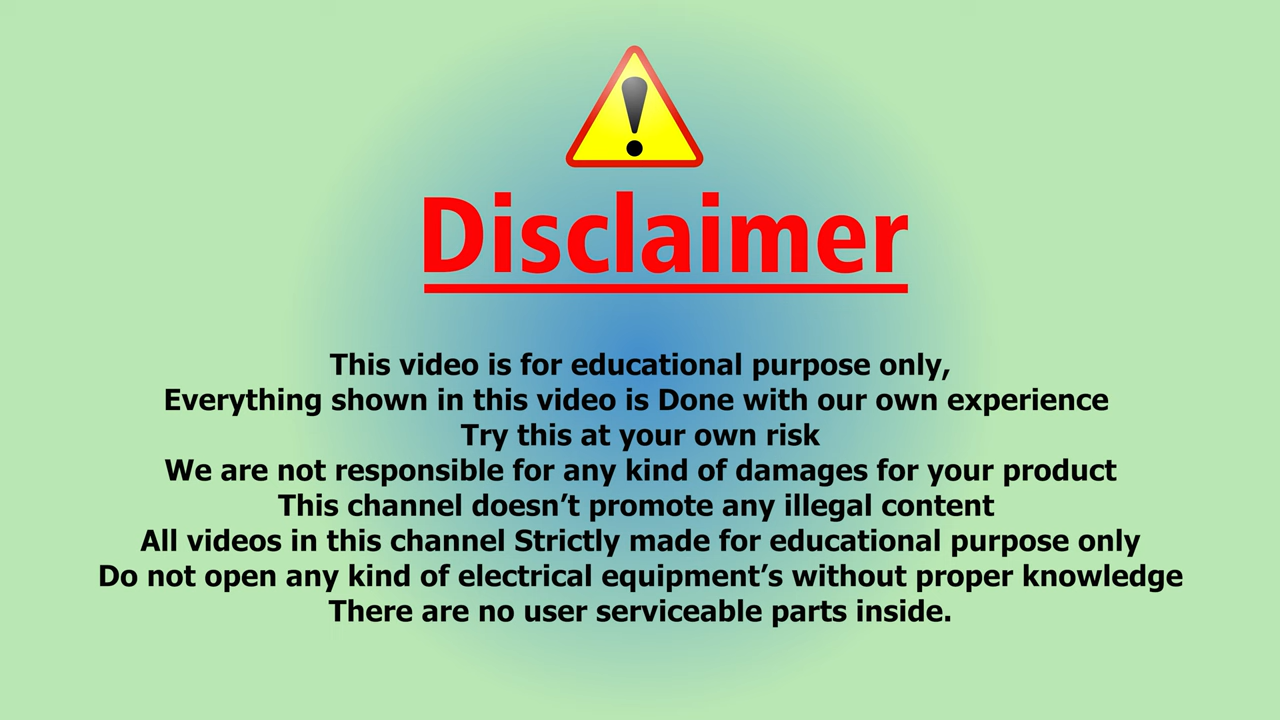 Disclaimer
This video is for educational purpose only,
Everything shown in this video is Done with our own experience
Try this at your own risk
We are not responsible for any kind of damages for your product
This channel doesn’t promote any illegal content
All videos in this channel Strictly made for educational purpose only
Do not open any kind of electrical equipment’s without proper knowledge
There are no user serviceable parts inside.